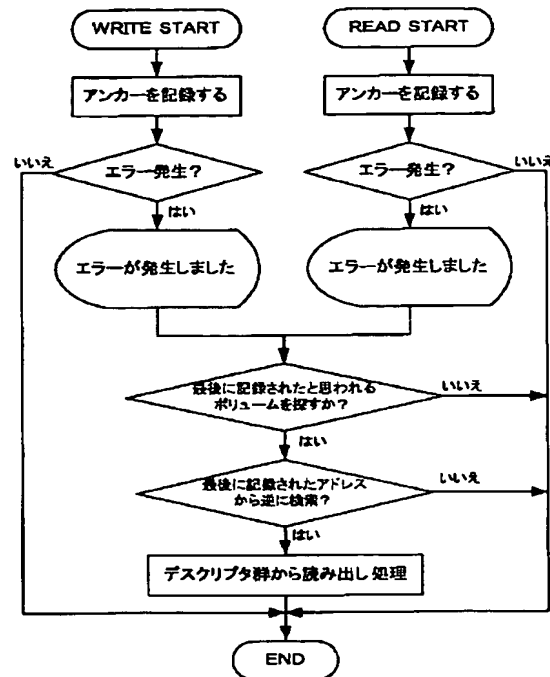 WRITE START
READ START
アンカーを記録する
アンカーを記録する
いいえ
エラー発生？
エラー発生？
いいえ
はい
はい
エラーが発生しました
エラーが発生しました
最後に記録されたと思われる
ボリュームを探すか？
いいえ
はい
最後に記録されたアドレス
から逆に検索？
いいえ
はい
デスクリプタ群から読み出し処理
END